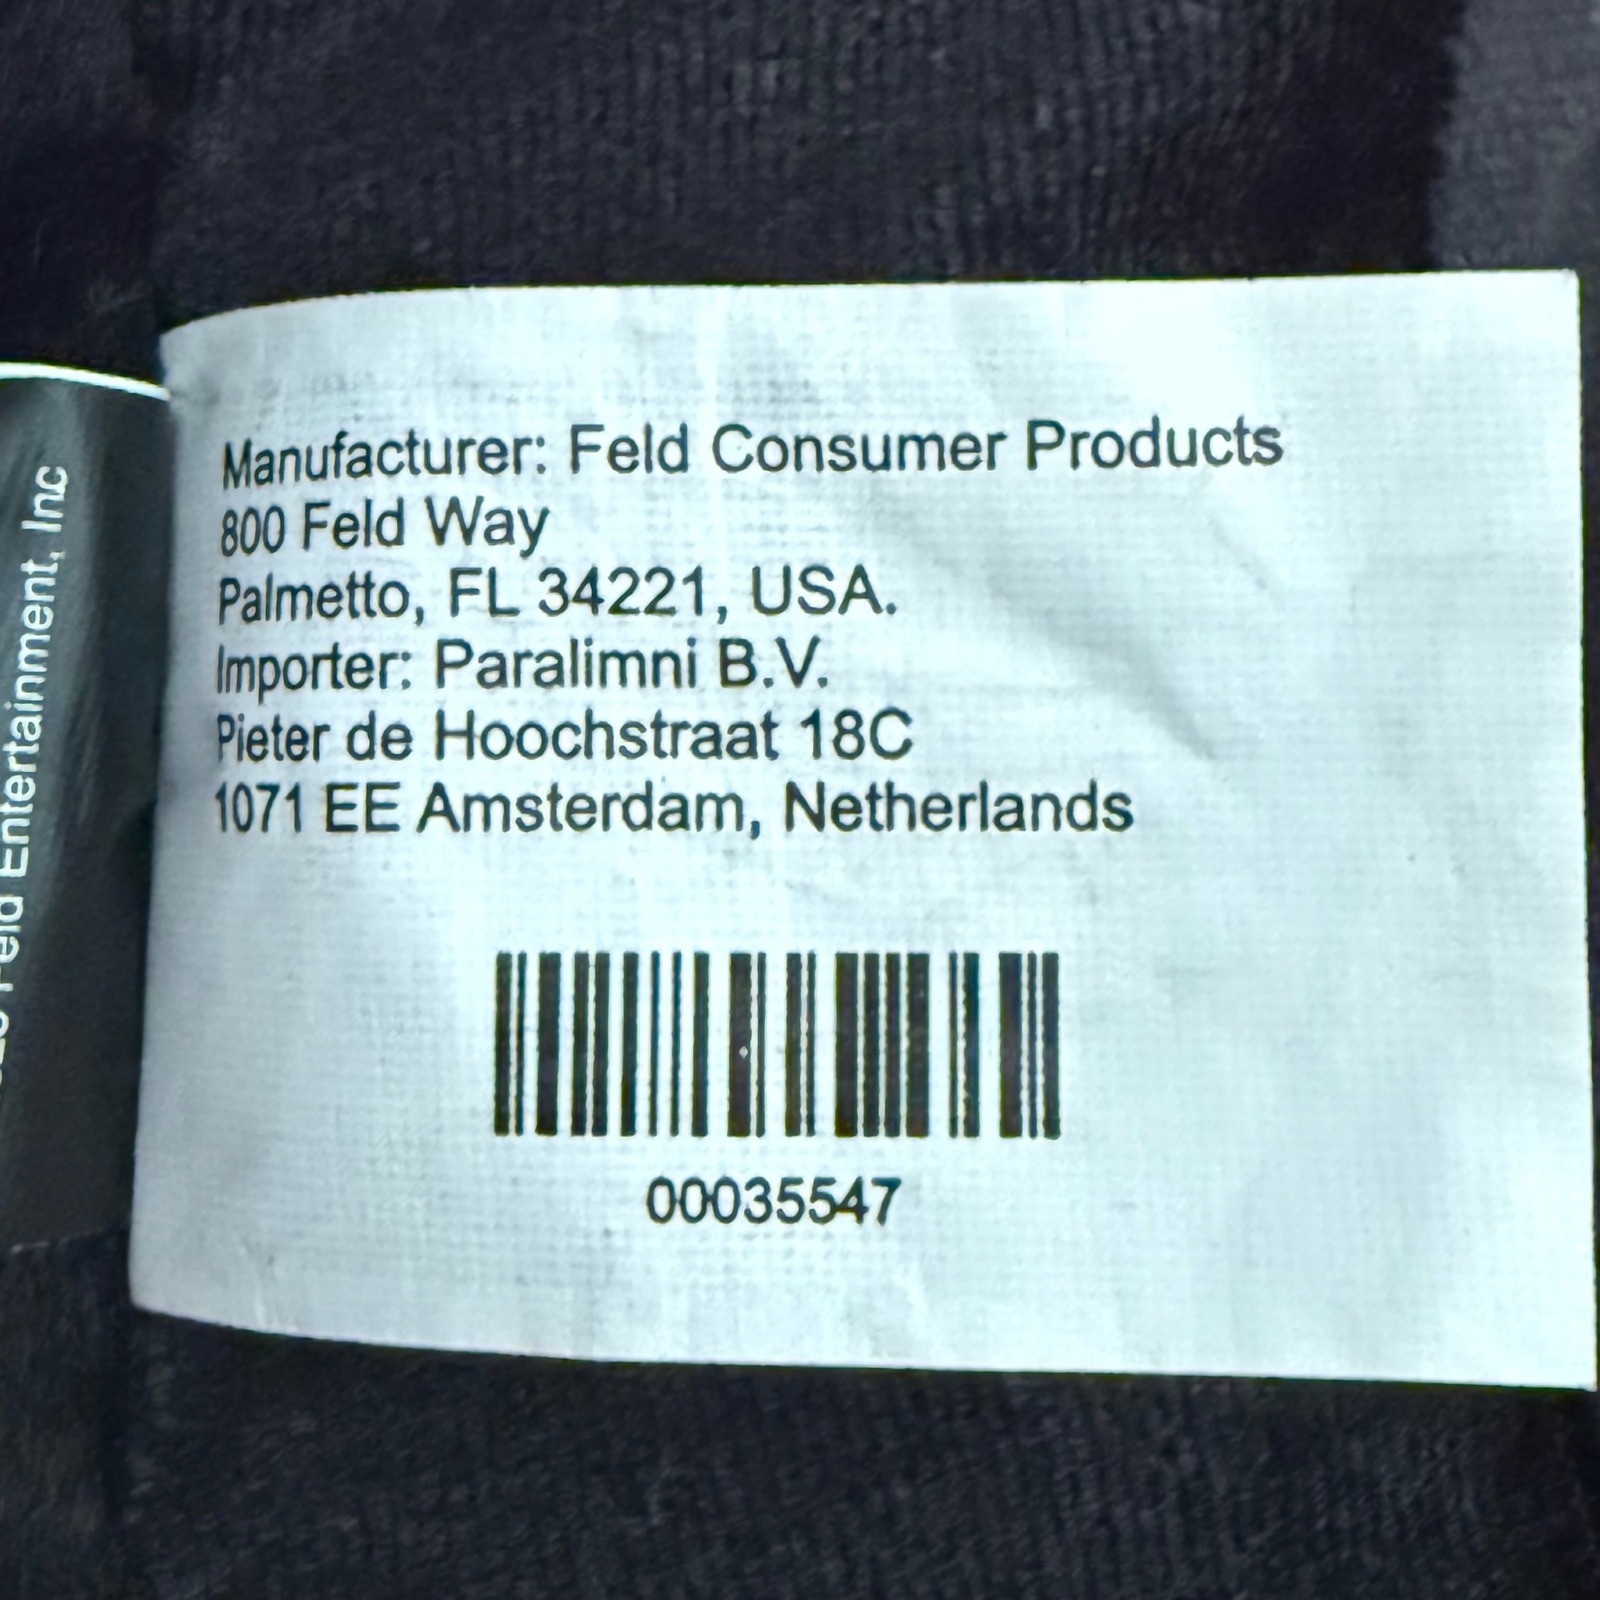 Manufacturer: Feld Consumer Products
800 Feld Way
Palmetto, FL 34221, USA.
Importer: Paralimni B.V.
Pieter de Hoochstraat 18C
1071 EE Amsterdam, Netherlands
00035547
Feld Entertainment, Inc